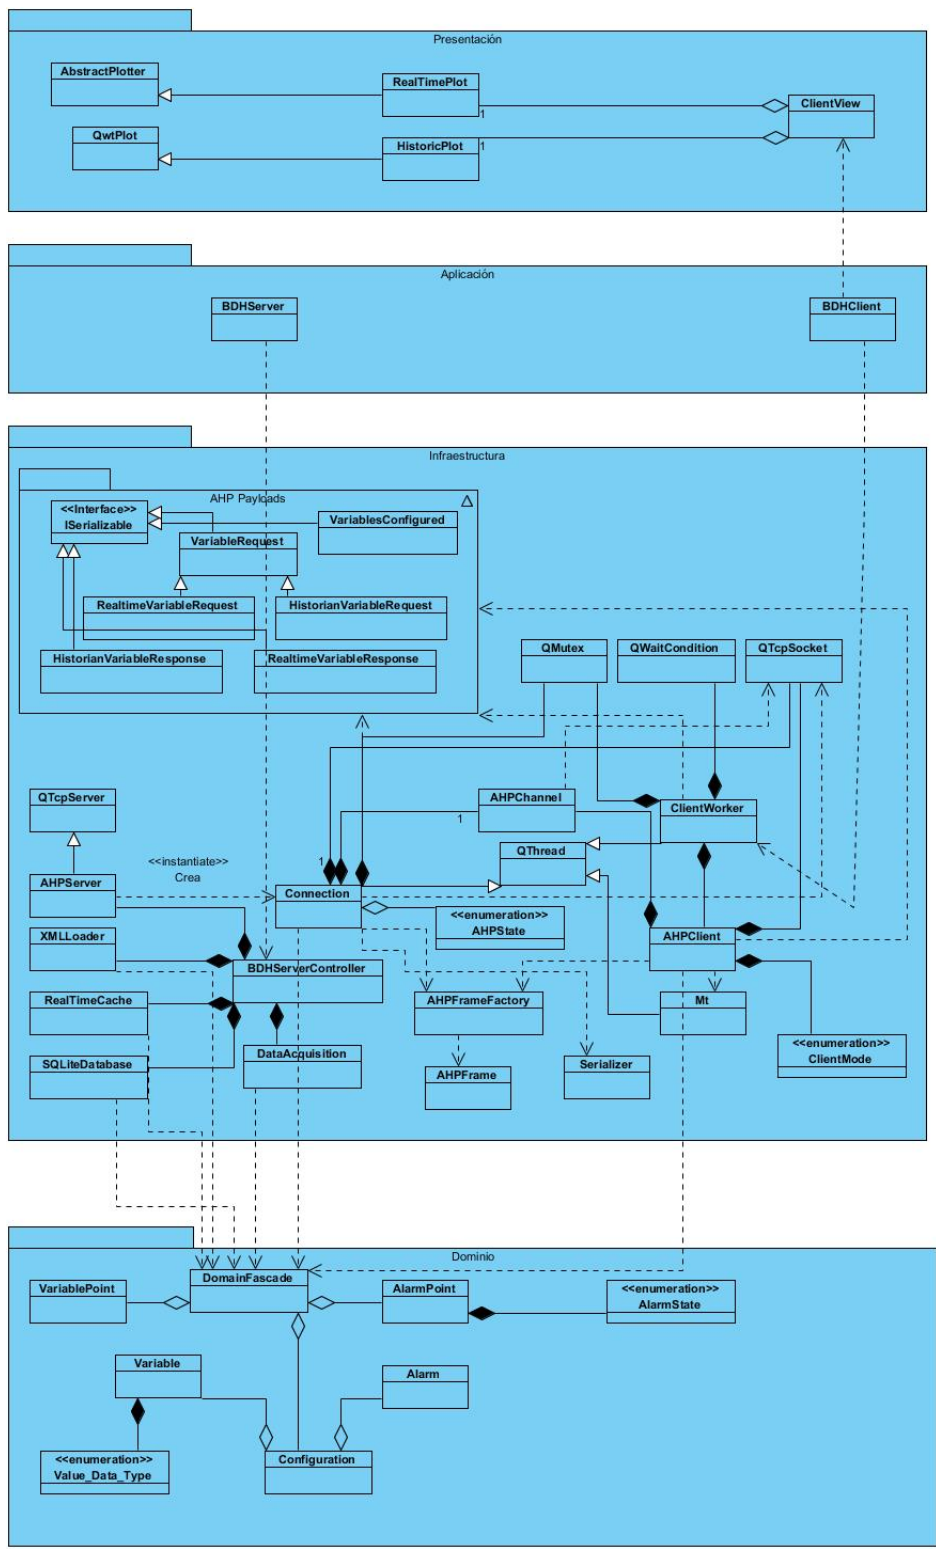 Presentación
AbstractPlotter
RealTimePlot
ClientView
1
QwtPlot
HistoricPlot
1
Aplicación
BDHServer
BDHClient
Infraestructura
AHP Payloads
<<Interface>>
ISerializable
VariablesConfigured
VariableRequest
RealtimeVariableRequest
HistorianVariableRequest
HistorianVariableResponse
RealtimeVariableResponse
QMutex
QWaitCondition
QTcpSocket
QTcpServer
AHPChannel
ClientWorker
1
QThread
<<instantiate>>
Crea
1
AHPServer
Connection
<<enumeration>>
AHPState
XMLLoader
AHPClient
BDHServerController
RealTimeCache
AHPFrameFactory
Mt
<<enumeration>>
ClientMode
SQLiteDatabase
DataAcquisition
AHPFrame
Serializer
Dominio
VariablePoint
DomainFascade
AlarmPoint
<<enumeration>>
AlarmState
Variable
Alarm
<<enumeration>>
Value_Data_Type
Configuration